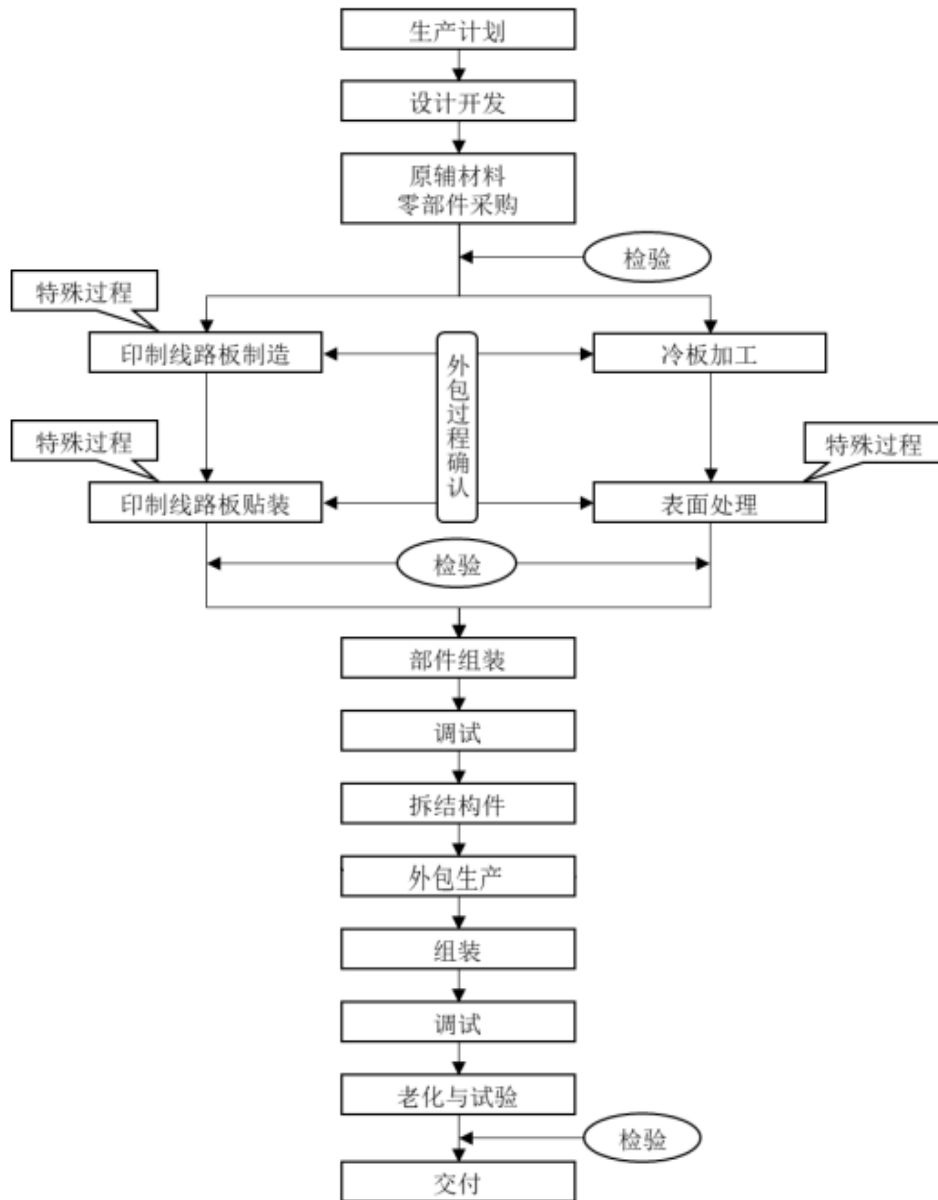 生产计划
设计开发
原辅材料
零部件采购
检验
特殊过程
印制线路板制造
外包过程确认
冷板加工
特殊过程
特殊过程
印制线路板贴装
表面处理
检验
部件组装
调试
拆结构件
外包生产
组装
调试
老化与试验
检验
交付